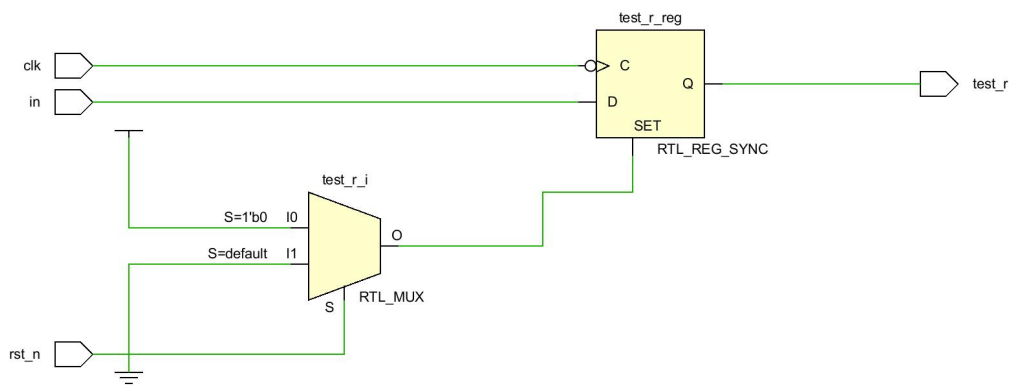 test_r_reg
clk
C
in
D
Q
test_r
SET
RTL_REG_SYNC
test_r_i
S=1'b0
I0
S=default
I1
O
S
RTL_MUX
rst_n